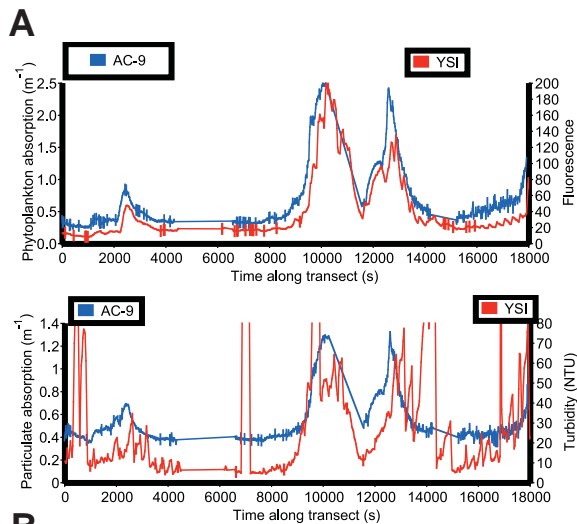 A
AC-9
YSI
Phytoplankton absorption (m⁻¹)
2.5
2.0
1.5
1.0
0.5
0.0
200
180
160
140
120
100
80
60
40
20
0
Fluorescence
0 2000 4000 6000 8000 10000 12000 14000 16000 18000
Time along transect (s)
AC-9
YSI
Particulate absorption (m⁻¹)
1.4
1.2
1
0.8
0.6
0.4
0.2
0
80
70
60
50
40
30
20
10
0
Turbidity (NTU)
0 2000 4000 6000 8000 10000 12000 14000 16000 18000
Time along transect (s)